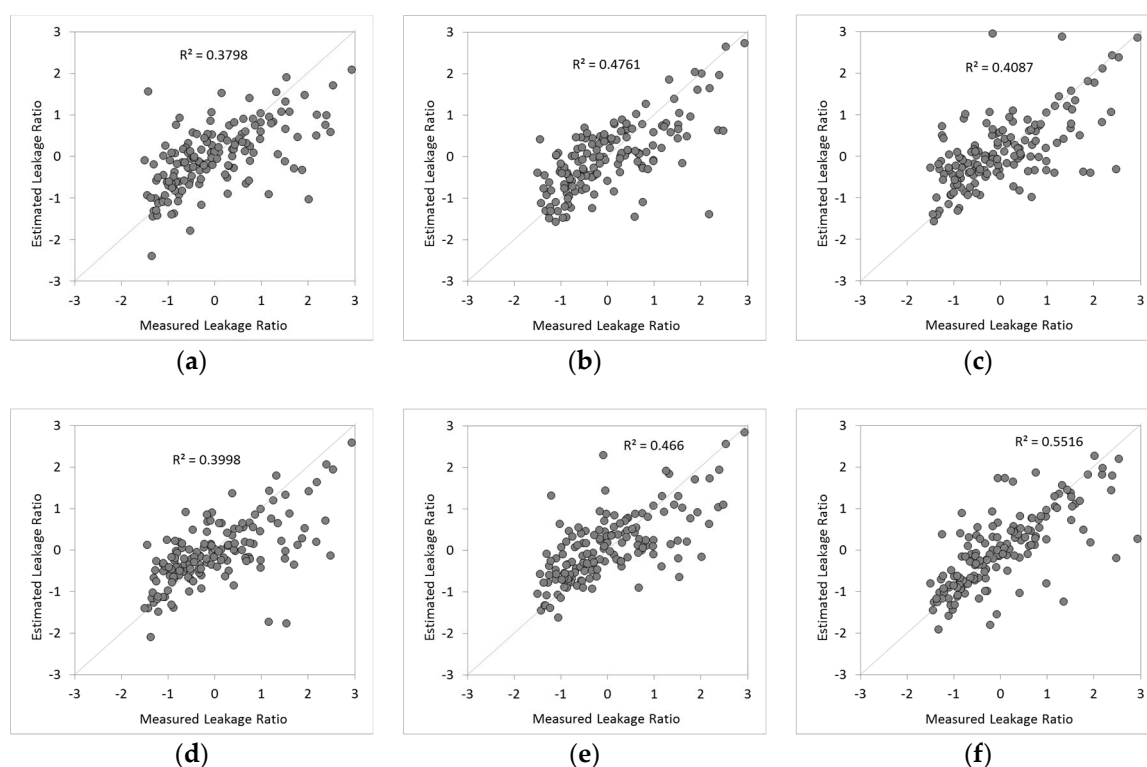 R² = 0.3798
Estimated Leakage Ratio
3
2
1
0
-1
-2
-3
-3 -2 -1 0 1 2 3
Measured Leakage Ratio
(a)
R² = 0.4761
Estimated Leakage Ratio
3
2
1
0
-1
-2
-3
-3 -2 -1 0 1 2 3
Measured Leakage Ratio
(b)
R² = 0.4087
Estimated Leakage Ratio
3
2
1
0
-1
-2
-3
-3 -2 -1 0 1 2 3
Measured Leakage Ratio
(c)
R² = 0.3998
Estimated Leakage Ratio
3
2
1
0
-1
-2
-3
-3 -2 -1 0 1 2 3
Measured Leakage Ratio
(d)
R² = 0.466
Estimated Leakage Ratio
3
2
1
0
-1
-2
-3
-3 -2 -1 0 1 2 3
Measured Leakage Ratio
(e)
R² = 0.5516
Estimated Leakage Ratio
3
2
1
0
-1
-2
-3
-3 -2 -1 0 1 2 3
Measured Leakage Ratio
(f)